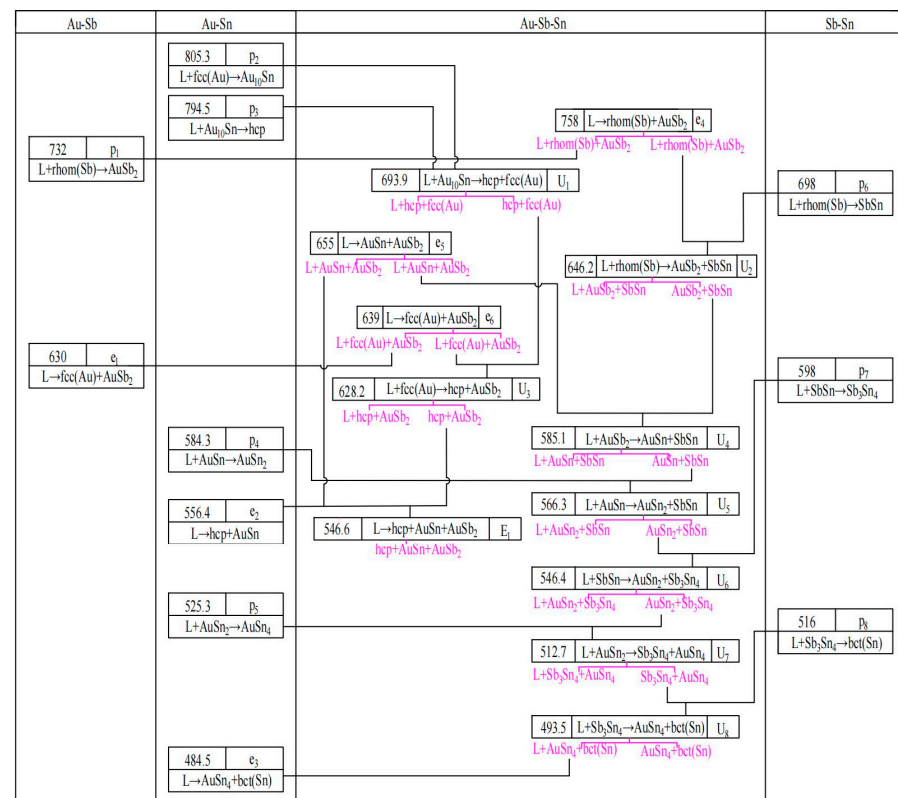 Au-Sb
Au-Sn
Au-Sb-Sn
Sb-Sn
805.3 p₂
L+fcc(Au)→Au₁₀Sn
794.5 p₃
L+Au₁₀Sn→hcp
758 L→rhom(Sb)+AuSb₂ e₄
L+rhom(Sb)+AuSb₂ L+rhom(Sb)+AuSb₂
732 p₁
L+rhom(Sb)→AuSb₂
693.9 L+Au₁₀Sn→hcp+fcc(Au) U₁
L+hcp+fcc(Au) hcp+fcc(Au)
698 p₆
L+rhom(Sb)→SbSn
655 L→AuSn+AuSb₂ e₅
L+AuSn+AuSb₂ L+AuSn+AuSb₂
646.2 L+rhom(Sb)→AuSb₂+SbSn U₂
L+AuSb₂+SbSn AuSb₂+SbSn
639 L→fcc(Au)+AuSb₂ e₆
L+fcc(Au)+AuSb₂ L+fcc(Au)+AuSb₂
630 e₁
L→fcc(Au)+AuSb₂
598 p₇
L+SbSn→Sb₃Sn₄
628.2 L+fcc(Au)→hcp+AuSb₂ U₃
L+hcp+AuSb₂ hcp+AuSb₂
584.3 p₄
L+AuSn→AuSn₂
585.1 L+AuSb₂→AuSn+SbSn U₄
L+AuSn+SbSn AuSn+SbSn
556.4 e₂
L→hcp+AuSn
566.3 L+AuSn→AuSn₂+SbSn U₅
L+AuSn₂+SbSn AuSn₂+SbSn
546.6 L→hcp+AuSn+AuSb₂ E₁
hcp+AuSn+AuSb₂
546.4 L+SbSn→AuSn₂+Sb₃Sn₄ U₆
L+AuSn₂+Sb₃Sn₄ AuSn₂+Sb₃Sn₄
525.3 p₅
L+AuSn₂→AuSn₄
516 p₈
L+Sb₃Sn₄→bct(Sn)
512.7 L+AuSn₂→Sb₃Sn₄+AuSn₄ U₇
L+Sb₃Sn₄+AuSn₄ Sb₃Sn₄+AuSn₄
493.5 L+Sb₃Sn₄→AuSn₄+bct(Sn) U₈
L+AuSn₄+bct(Sn) AuSn₄+bct(Sn)
484.5 e₃
L→AuSn₄+bct(Sn)